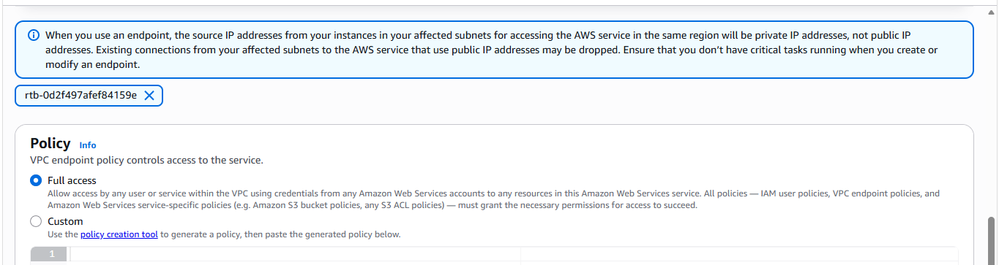 When you use an endpoint, the source IP addresses from your instances in your affected subnets for accessing the AWS service in the same region will be private IP addresses, not public IP
addresses. Existing connections from your affected subnets to the AWS service that use public IP addresses may be dropped. Ensure that you don’t have critical tasks running when you create or
modify an endpoint.
rtb-0d2f497afef84159e
Policy Info
VPC endpoint policy controls access to the service.
Full access
Allow access by any user or service within the VPC using credentials from any Amazon Web Services accounts to any resources in this Amazon Web Services service. All policies — IAM user policies, VPC endpoint policies, and
Amazon Web Services service-specific policies (e.g. Amazon S3 bucket policies, any S3 ACL policies) — must grant the necessary permissions for access to succeed.
Custom
Use the policy creation tool to generate a policy, then paste the generated policy below.
1